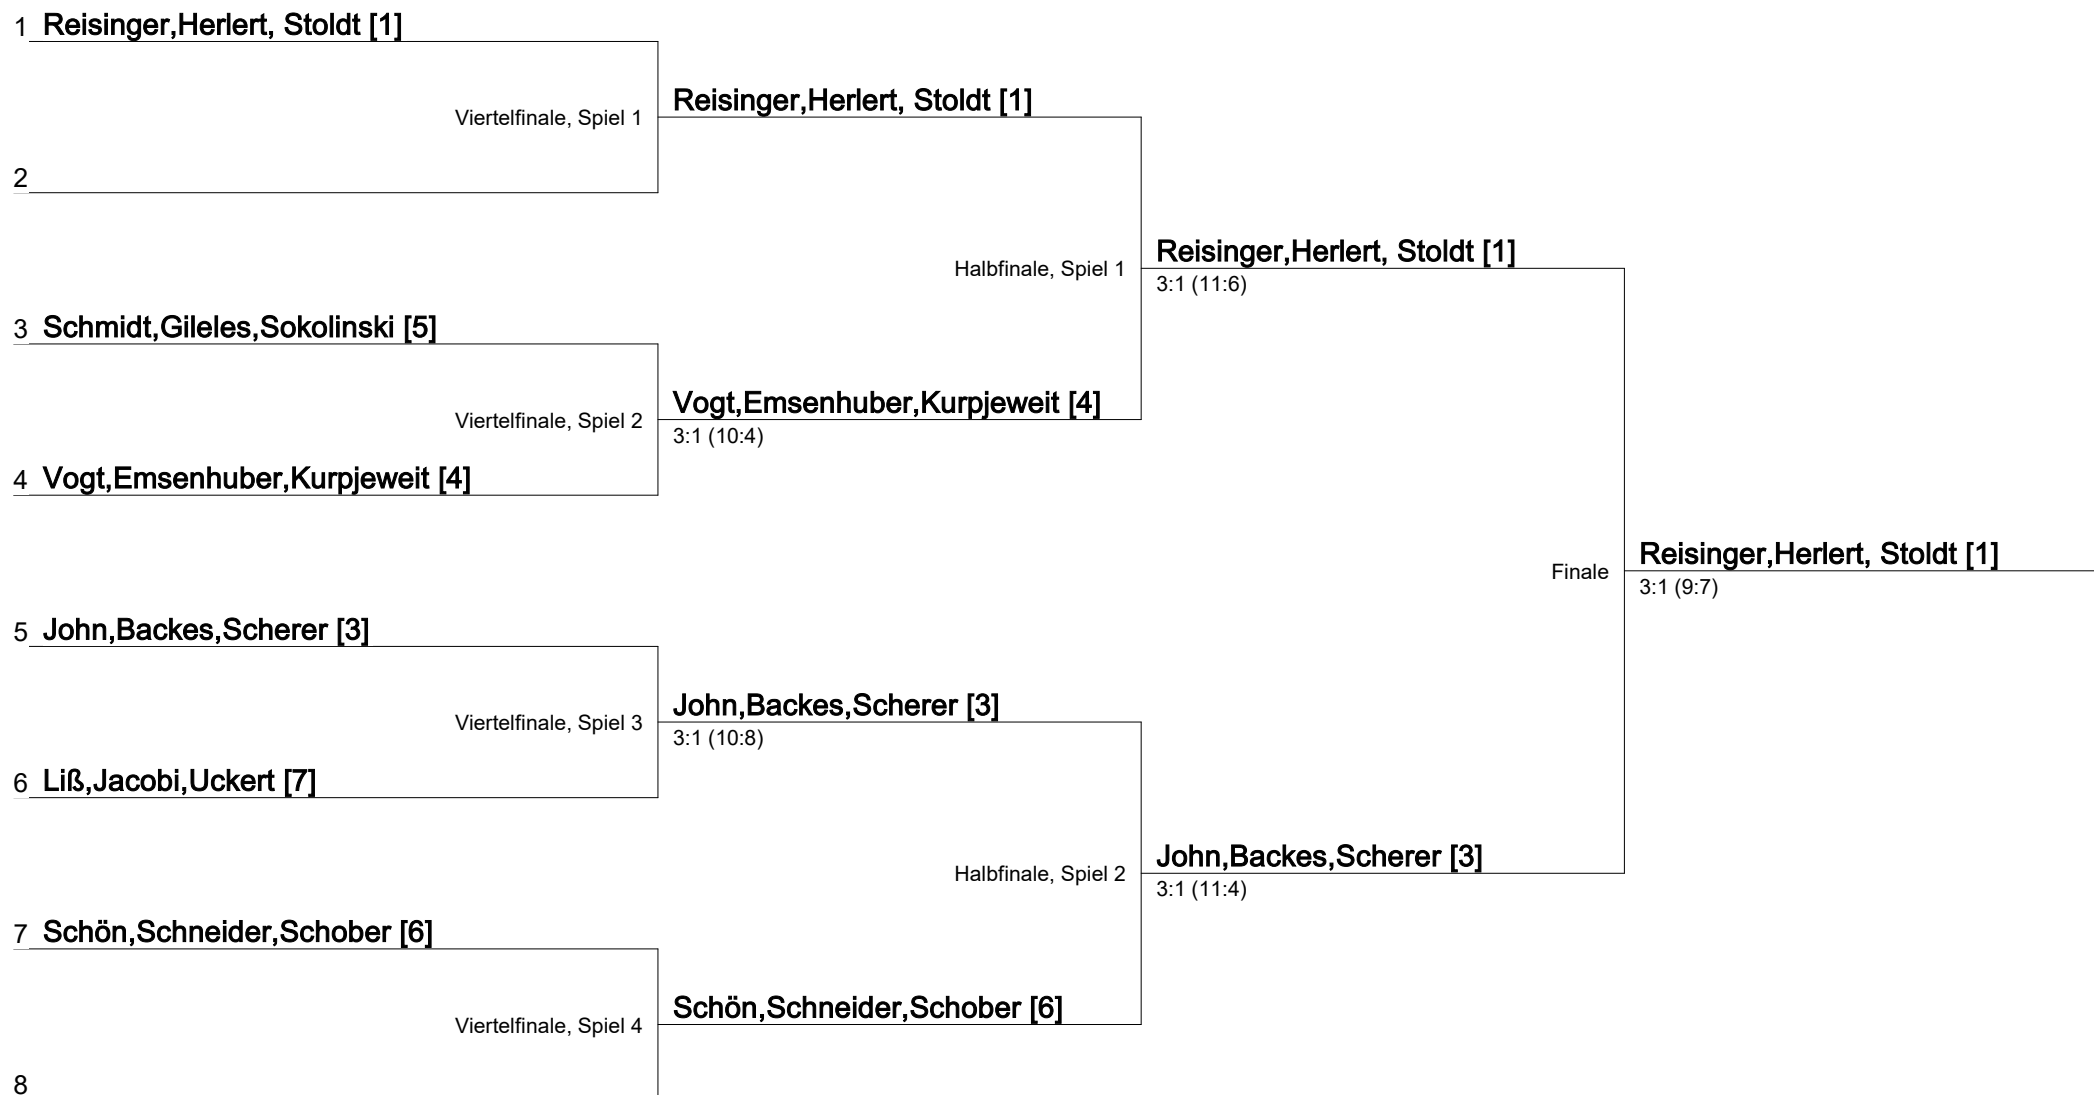 1 Reisinger,Herlert, Stoldt [1]
Viertelfinale, Spiel 1
Reisinger,Herlert, Stoldt [1]
2
Halbfinale, Spiel 1
Reisinger,Herlert, Stoldt [1]
3:1 (11:6)
3 Schmidt,Gileles,Sokolinski [5]
Viertelfinale, Spiel 2
Vogt,Emsenhuber,Kurpjeweit [4]
3:1 (10:4)
4 Vogt,Emsenhuber,Kurpjeweit [4]
Finale
Reisinger,Herlert, Stoldt [1]
3:1 (9:7)
5 John,Backes,Scherer [3]
Viertelfinale, Spiel 3
John,Backes,Scherer [3]
3:1 (10:8)
6 Liß,Jacobi,Uckert [7]
Halbfinale, Spiel 2
John,Backes,Scherer [3]
3:1 (11:4)
7 Schön,Schneider,Schober [6]
Viertelfinale, Spiel 4
Schön,Schneider,Schober [6]
8